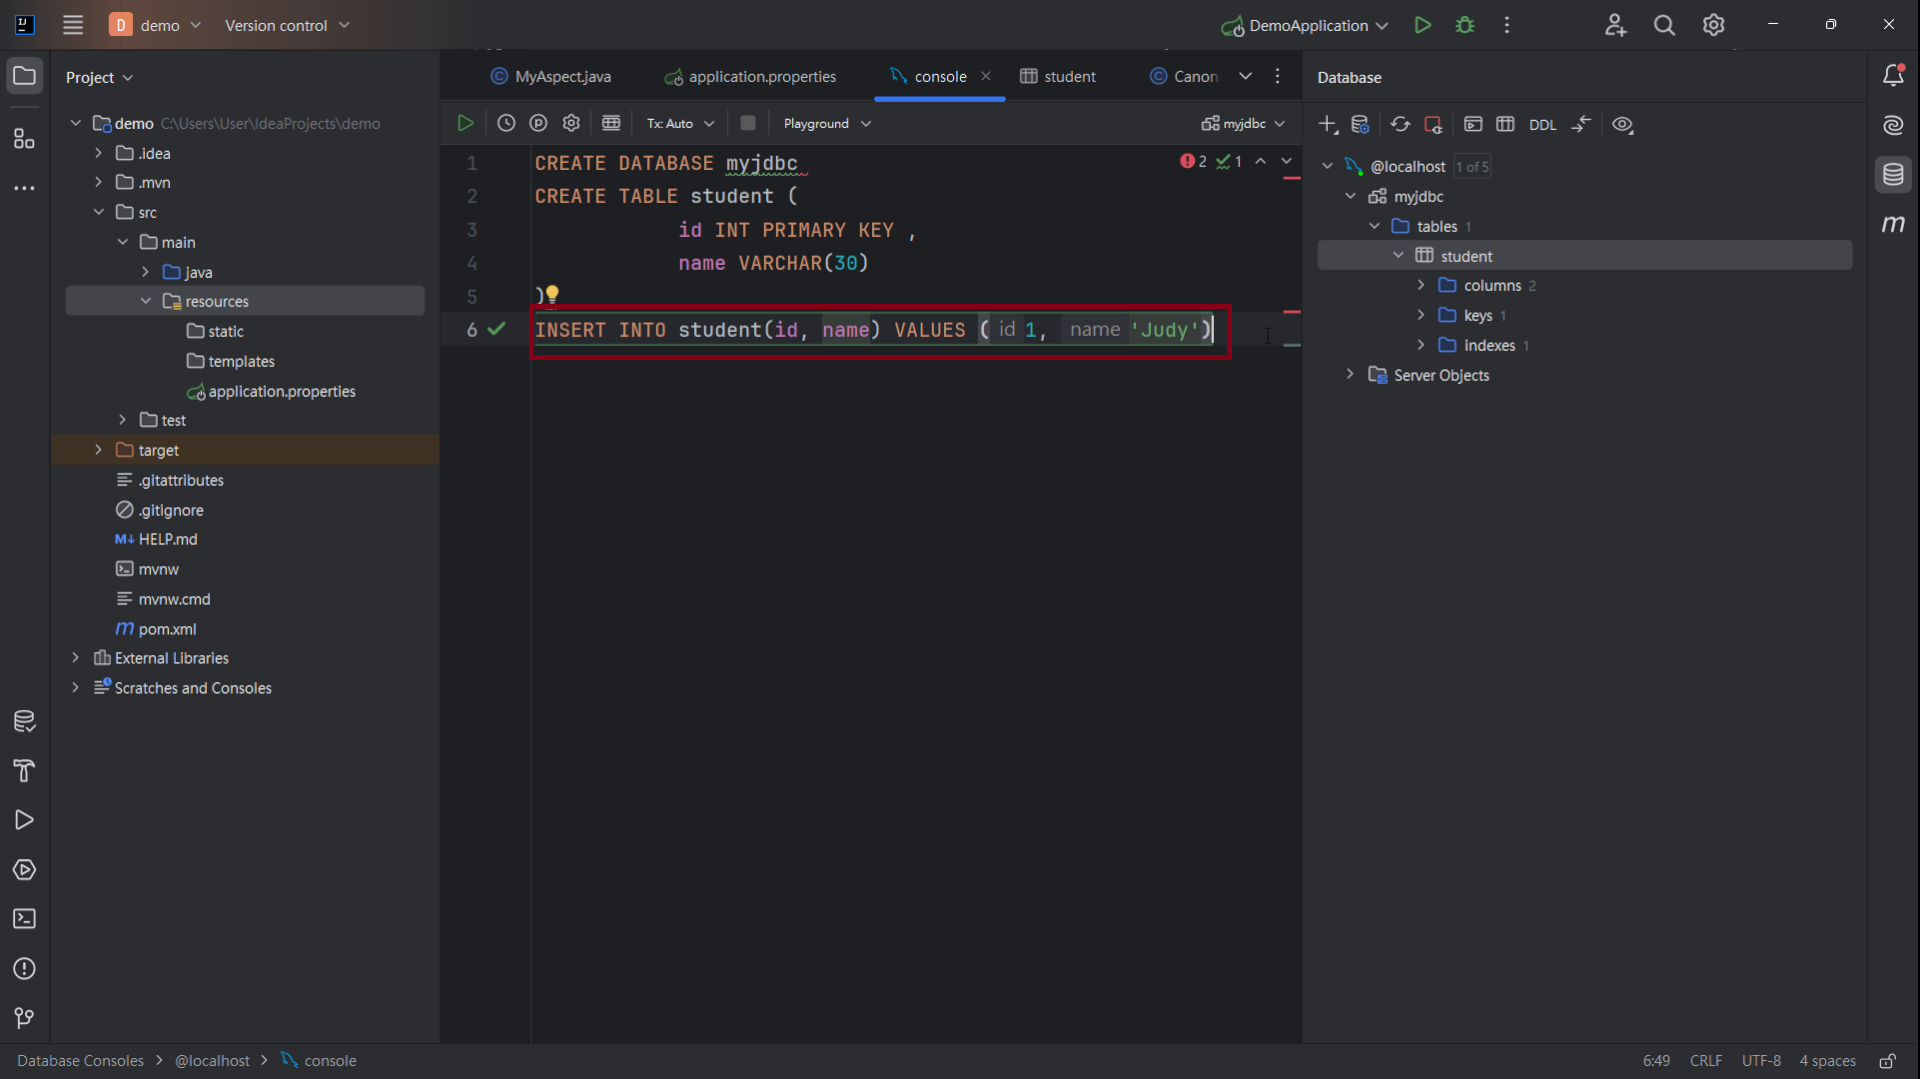 D demo Version control DemoApplication
Project
demo C:\Users\User\IdeaProjects\demo
.idea
.mvn
src
main
java
resources
static
templates
application.properties
test
target
.gitattributes
.gitignore
M↓ HELP.md
mvnw
mvnw.cmd
m pom.xml
External Libraries
Scratches and Consoles
MyAspect.java application.properties console student Canon
Tx: Auto Playground myjdbc
1 CREATE DATABASE myjdbc
2 CREATE TABLE student (
3 id INT PRIMARY KEY ,
4 name VARCHAR(30)
5 )
6 INSERT INTO student(id, name) VALUES ( id 1, name 'Judy')
2 1
Database
DDL
@localhost 1 of 5
myjdbc
tables 1
student
columns 2
keys 1
indexes 1
Server Objects
m
Database Consoles > @localhost > console 6:49 CRLF UTF-8 4 spaces